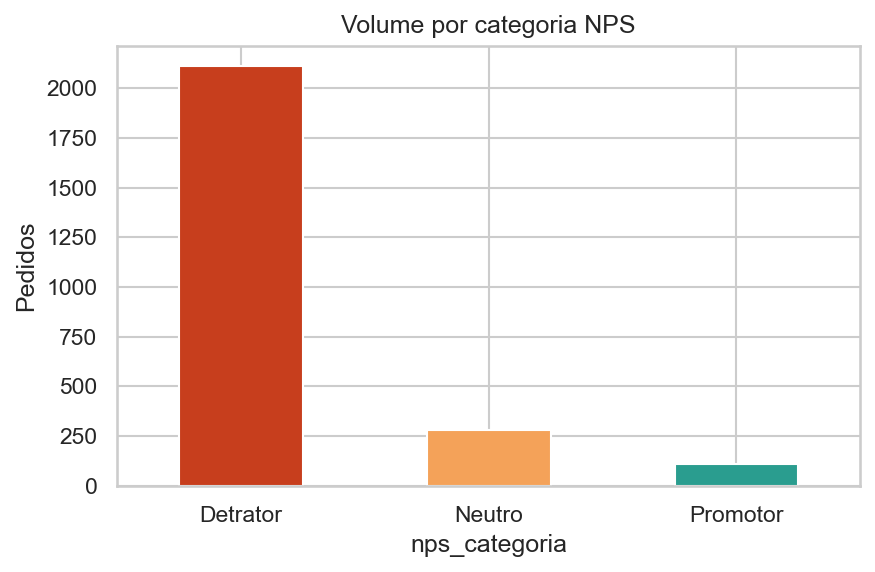 Volume por categoria NPS
Pedidos
2000
1750
1500
1250
1000
750
500
250
0
Detrator
Neutro
Promotor
nps_categoria